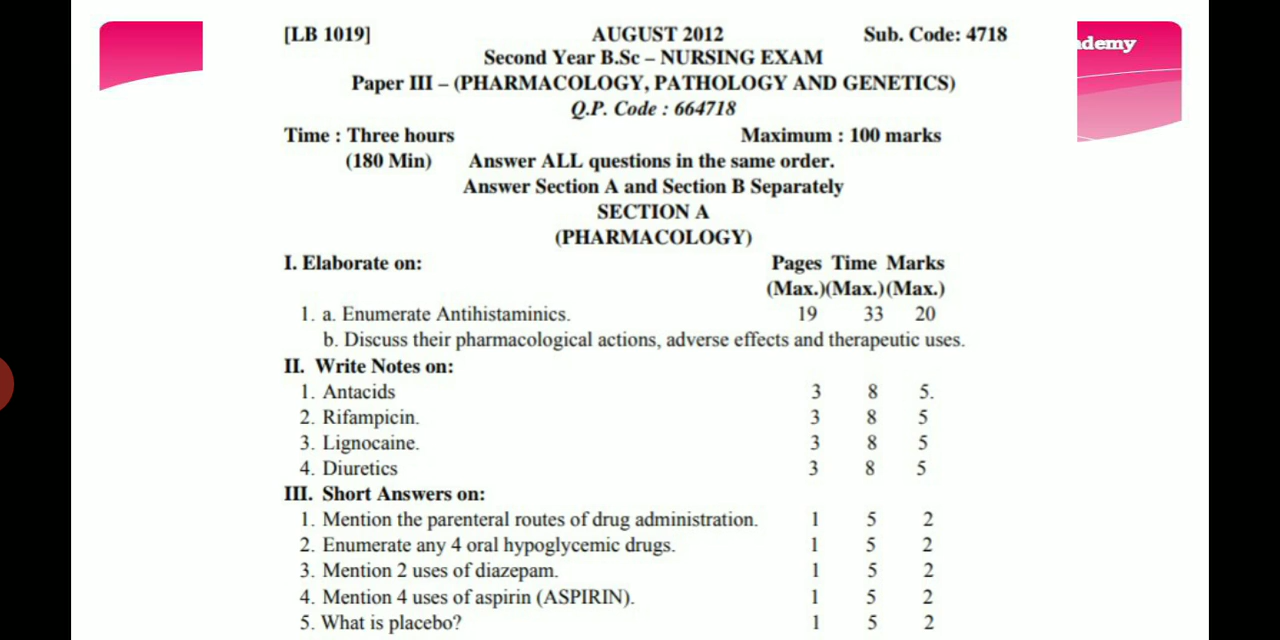 [LB 1019] AUGUST 2012 Sub. Code: 4718
demy
Second Year B.Sc – NURSING EXAM
Paper III – (PHARMACOLOGY, PATHOLOGY AND GENETICS)
Q.P. Code : 664718
Time : Three hours Maximum : 100 marks
(180 Min) Answer ALL questions in the same order.
Answer Section A and Section B Separately
SECTION A
(PHARMACOLOGY)
I. Elaborate on: Pages Time Marks
(Max.)(Max.)(Max.)
1. a. Enumerate Antihistaminics. 19 33 20
b. Discuss their pharmacological actions, adverse effects and therapeutic uses.
II. Write Notes on:
1. Antacids 3 8 5.
2. Rifampicin. 3 8 5
3. Lignocaine. 3 8 5
4. Diuretics 3 8 5
III. Short Answers on:
1. Mention the parenteral routes of drug administration. 1 5 2
2. Enumerate any 4 oral hypoglycemic drugs. 1 5 2
3. Mention 2 uses of diazepam. 1 5 2
4. Mention 4 uses of aspirin (ASPIRIN). 1 5 2
5. What is placebo? 1 5 2